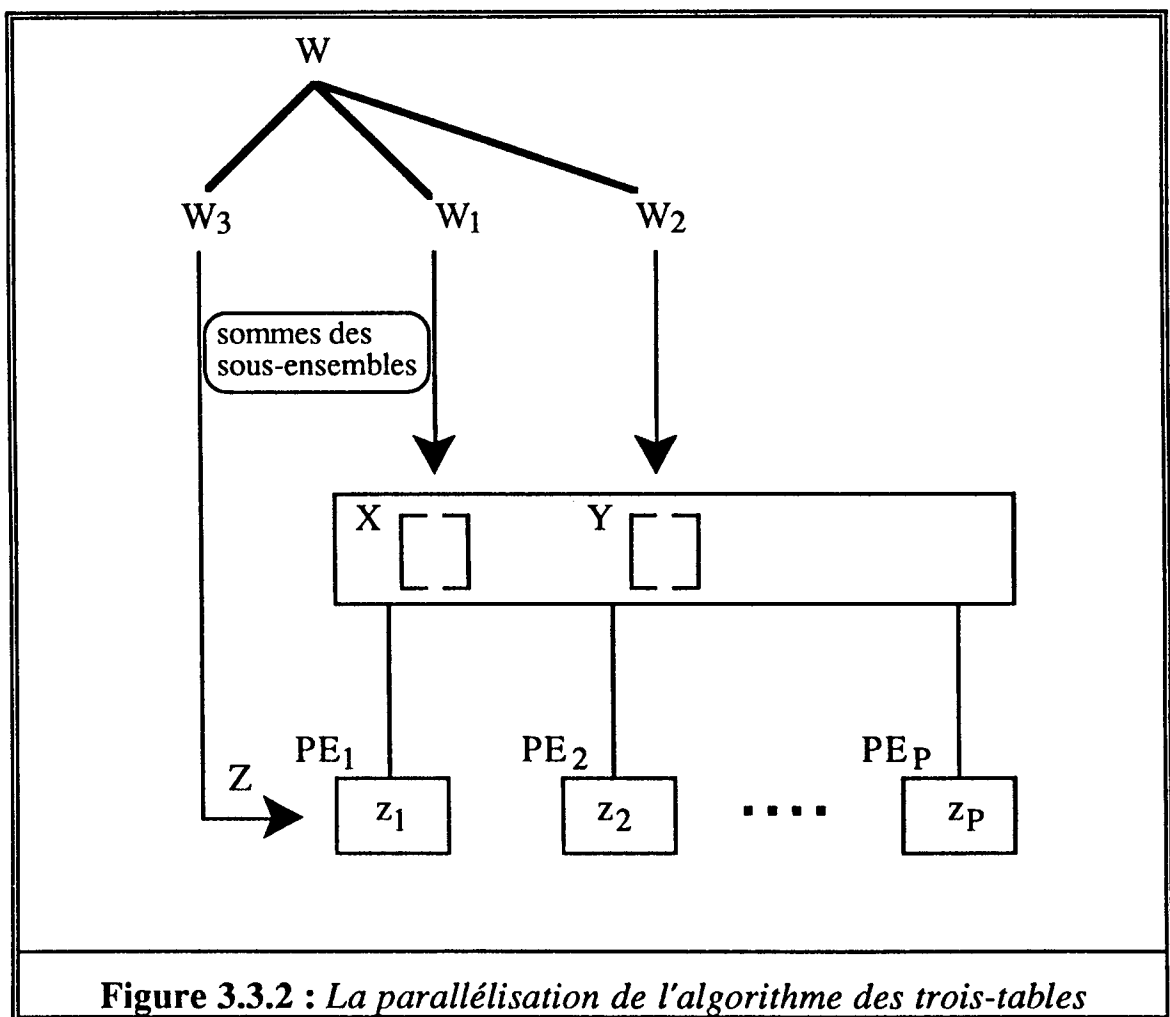 W
W3 W1 W2
sommes des
sous-ensembles
X Y
PE1 PE2 PEP
Z
z1 z2 .... zP
Figure 3.3.2 : La parallélisation de l'algorithme des trois-tables